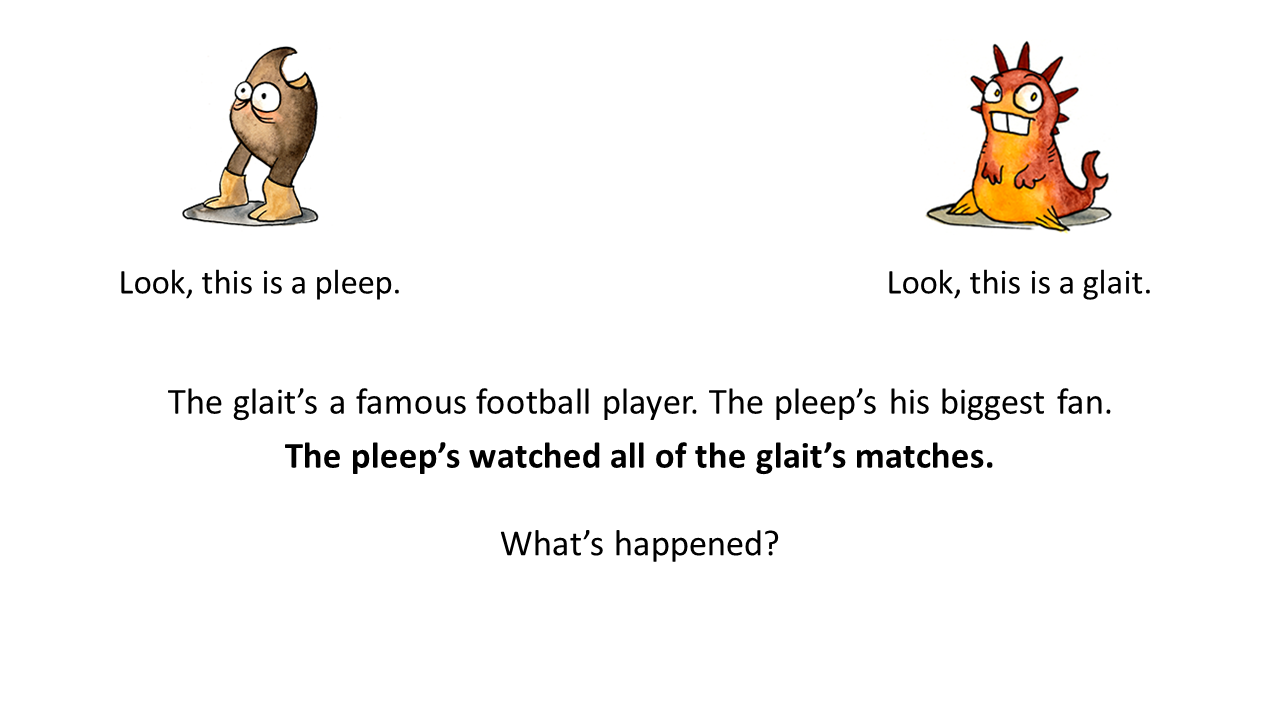 Look, this is a pleep.
Look, this is a glait.
The glait’s a famous football player. The pleep’s his biggest fan.
The pleep’s watched all of the glait’s matches.
What’s happened?